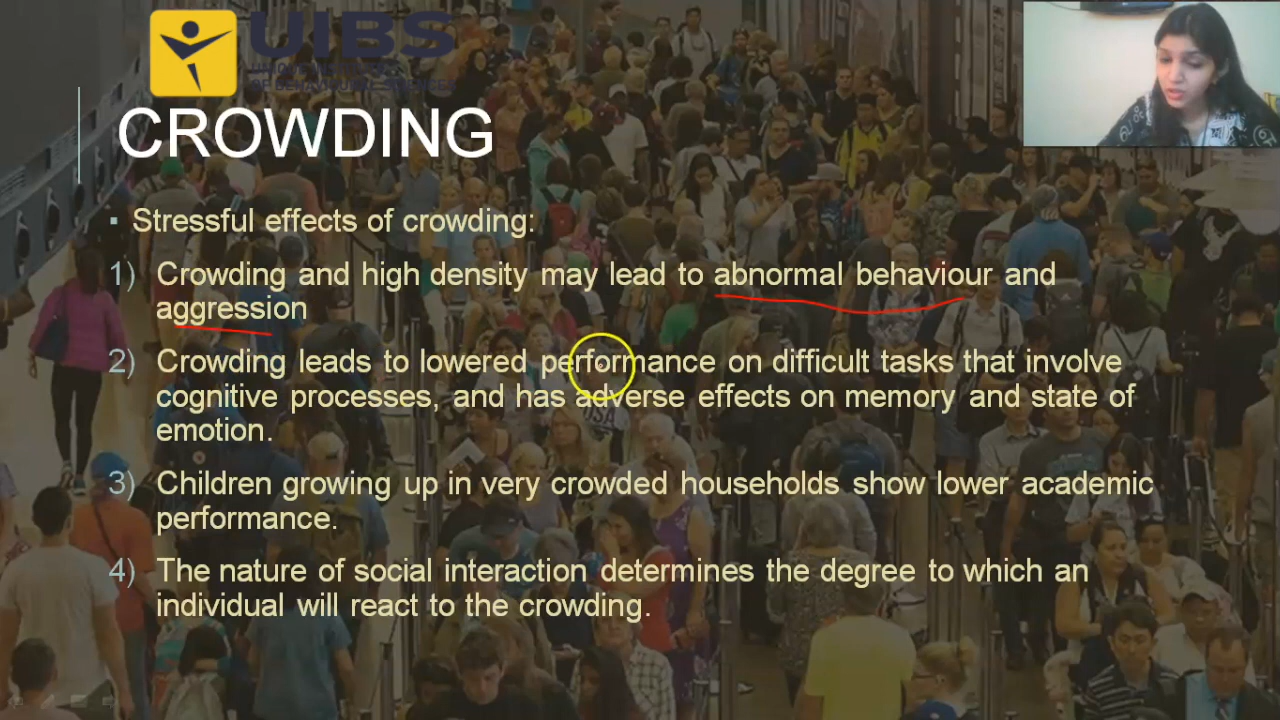 UIBS
CROWDING
Stressful effects of crowding:
1) Crowding and high density may lead to abnormal behaviour and
aggression
2) Crowding leads to lowered performance on difficult tasks that involve
cognitive processes, and has adverse effects on memory and state of
emotion.
3) Children growing up in very crowded households show lower academic
performance.
4) The nature of social interaction determines the degree to which an
individual will react to the crowding.